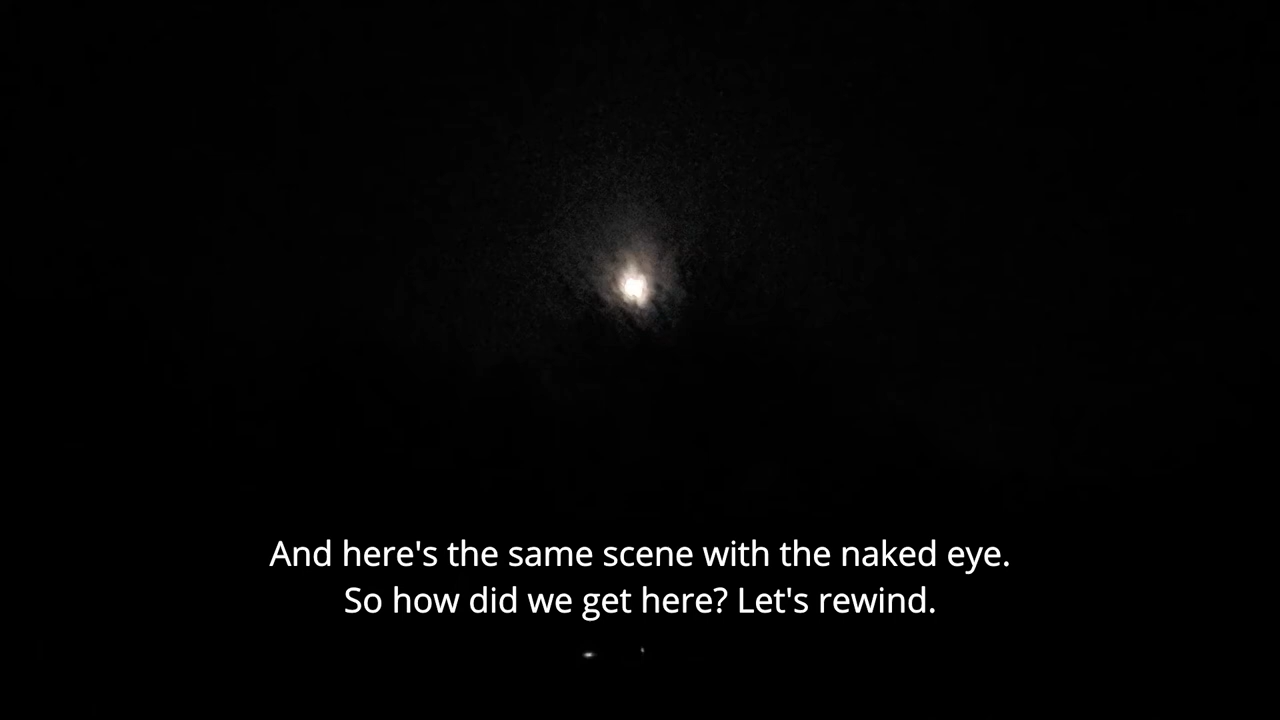 And here's the same scene with the naked eye.
So how did we get here? Let's rewind.